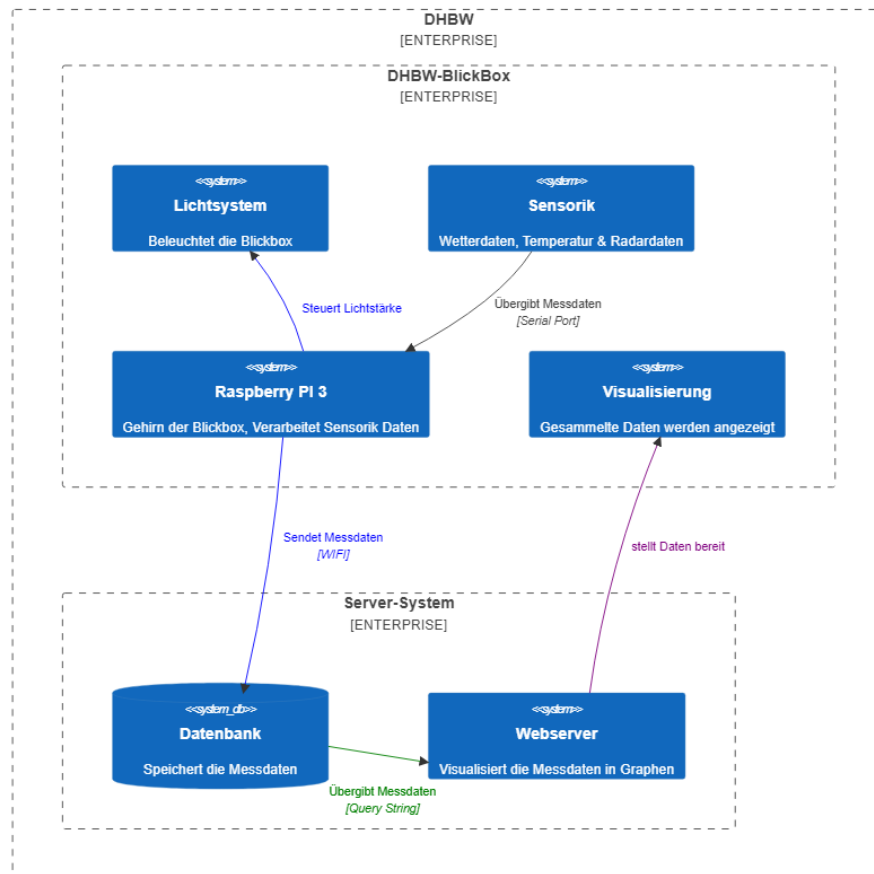 DHBW
[ENTERPRISE]
DHBW-BlickBox
[ENTERPRISE]
<<system>>
Lichtsystem
Beleuchtet die Blickbox
<<system>>
Sensorik
Wetterdaten, Temperatur & Radardaten
Steuert Lichtstärke
Übergibt Messdaten
[Serial Port]
<<system>>
Raspberry PI 3
Gehirn der Blickbox, Verarbeitet Sensorik Daten
<<system>>
Visualisierung
Gesammelte Daten werden angezeigt
Sendet Messdaten
[WIFI]
stellt Daten bereit
Server-System
[ENTERPRISE]
<<system_db>>
Datenbank
Speichert die Messdaten
<<system>>
Webserver
Visualisiert die Messdaten in Graphen
Übergibt Messdaten
[Query String]